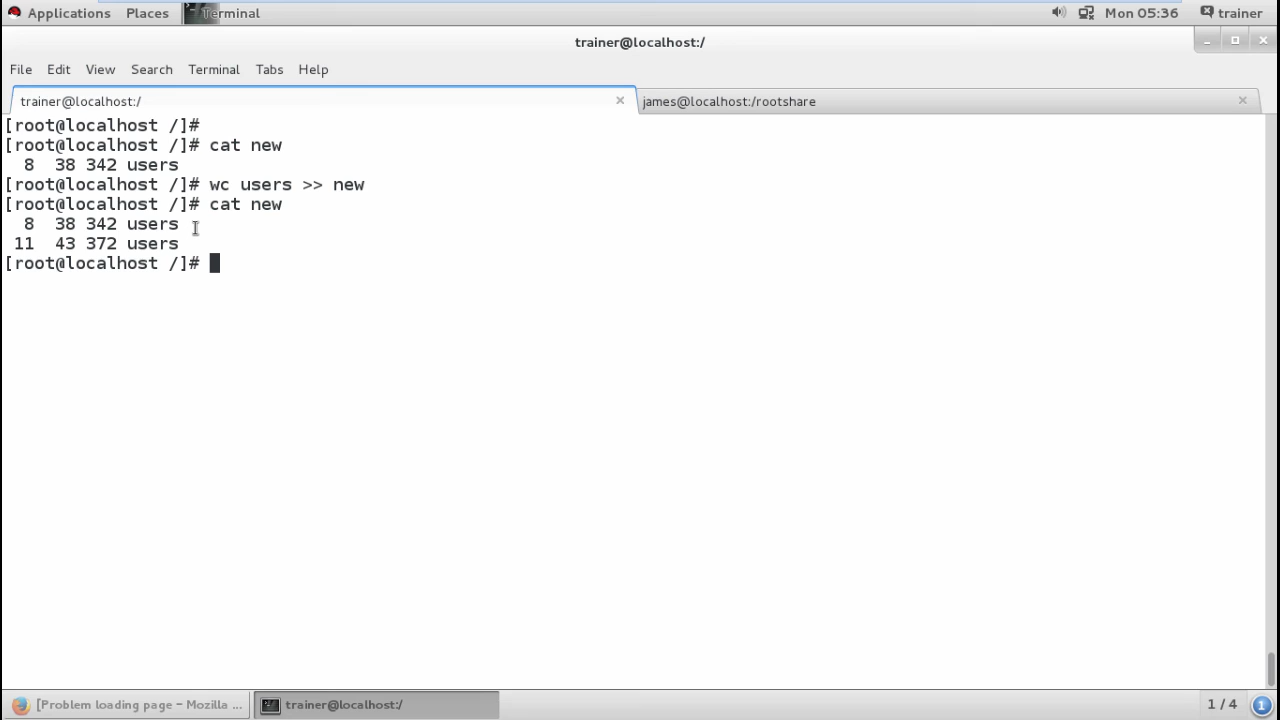 Applications Places Terminal Mon 05:36 trainer
trainer@localhost:/
File Edit View Search Terminal Tabs Help
trainer@localhost:/ james@localhost:/rootshare
[root@localhost /]#
[root@localhost /]# cat new
  8  38 342 users
[root@localhost /]# wc users >> new
[root@localhost /]# cat new
  8  38 342 users
 11  43 372 users
[root@localhost /]#
[Problem loading page – Mozilla ... trainer@localhost:/ 1 / 4 1